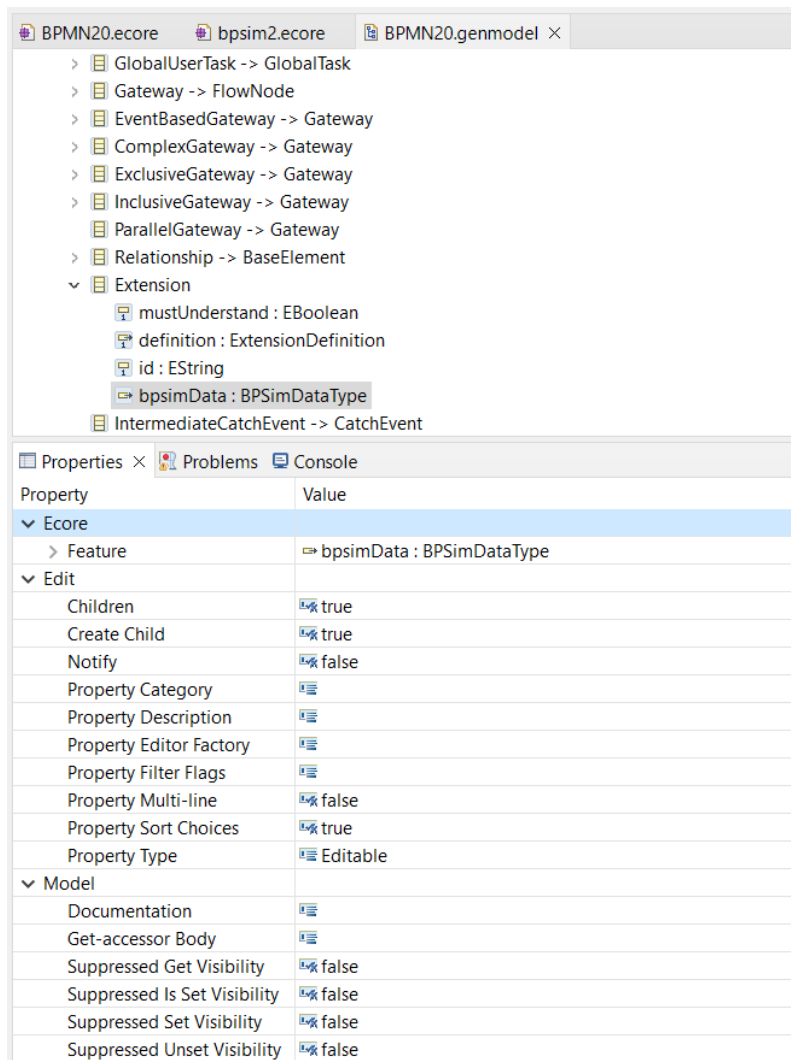 BPMN20.ecore bpsim2.ecore BPMN20.genmodel
GlobalUserTask -> GlobalTask
Gateway -> FlowNode
EventBasedGateway -> Gateway
ComplexGateway -> Gateway
ExclusiveGateway -> Gateway
InclusiveGateway -> Gateway
ParallelGateway -> Gateway
Relationship -> BaseElement
Extension
mustUnderstand : EBoolean
definition : ExtensionDefinition
id : EString
bpsimData : BPSimDataType
IntermediateCatchEvent -> CatchEvent
Properties Problems Console
Property Value
Ecore
Feature bpsimData : BPSimDataType
Edit
Children true
Create Child true
Notify false
Property Category
Property Description
Property Editor Factory
Property Filter Flags
Property Multi-line false
Property Sort Choices true
Property Type Editable
Model
Documentation
Get-accessor Body
Suppressed Get Visibility false
Suppressed Is Set Visibility false
Suppressed Set Visibility false
Suppressed Unset Visibility false